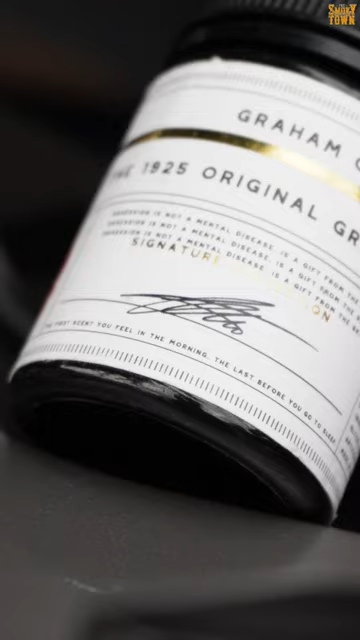 SMOKY
TOWN
GRAHAM
THE 1925 ORIGINAL GR
OBSESSION IS NOT A MENTAL DISEASE. IS A GIFT FROM THE
OBSESSION IS NOT A MENTAL DISEASE. IS A GIFT FROM THE
OBSESSION IS NOT A MENTAL DISEASE. IS A GIFT FROM THE
SIGNATURE
THE FIRST SCENT YOU FEEL IN THE MORNING. THE LAST BEFORE YOU GO TO SLEEP